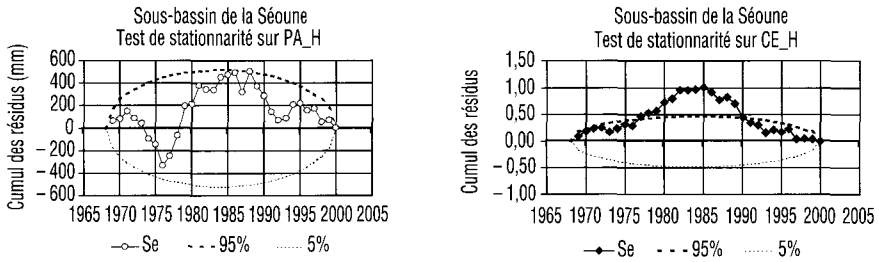 Sous-bassin de la Séoune
Test de stationnarité sur PA_H
Cumul des résidus (mm)
600
400
200
0
– 200
– 400
– 600
1965 1970 1975 1980 1985 1990 1995 2000 2005
Se 95% 5%
Sous-bassin de la Séoune
Test de stationnarité sur CE_H
Cumul des résidus
1,50
1,00
0,50
0,00
– 0,50
– 1,00
1965 1970 1975 1980 1985 1990 1995 2000 2005
Se 95% 5%